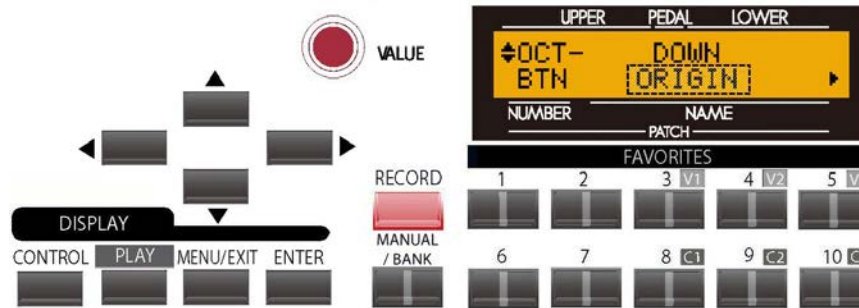 UPPER PEDAL LOWER
VALUE
OCT- DOWN
BTN ORIGIN
NUMBER NAME
PATCH
FAVORITES
RECORD 1 2 3 V1 4 V2 5 V
DISPLAY
MANUAL
/ BANK
CONTROL PLAY MENU/EXIT ENTER
6 7 8 C1 9 C2 10 C